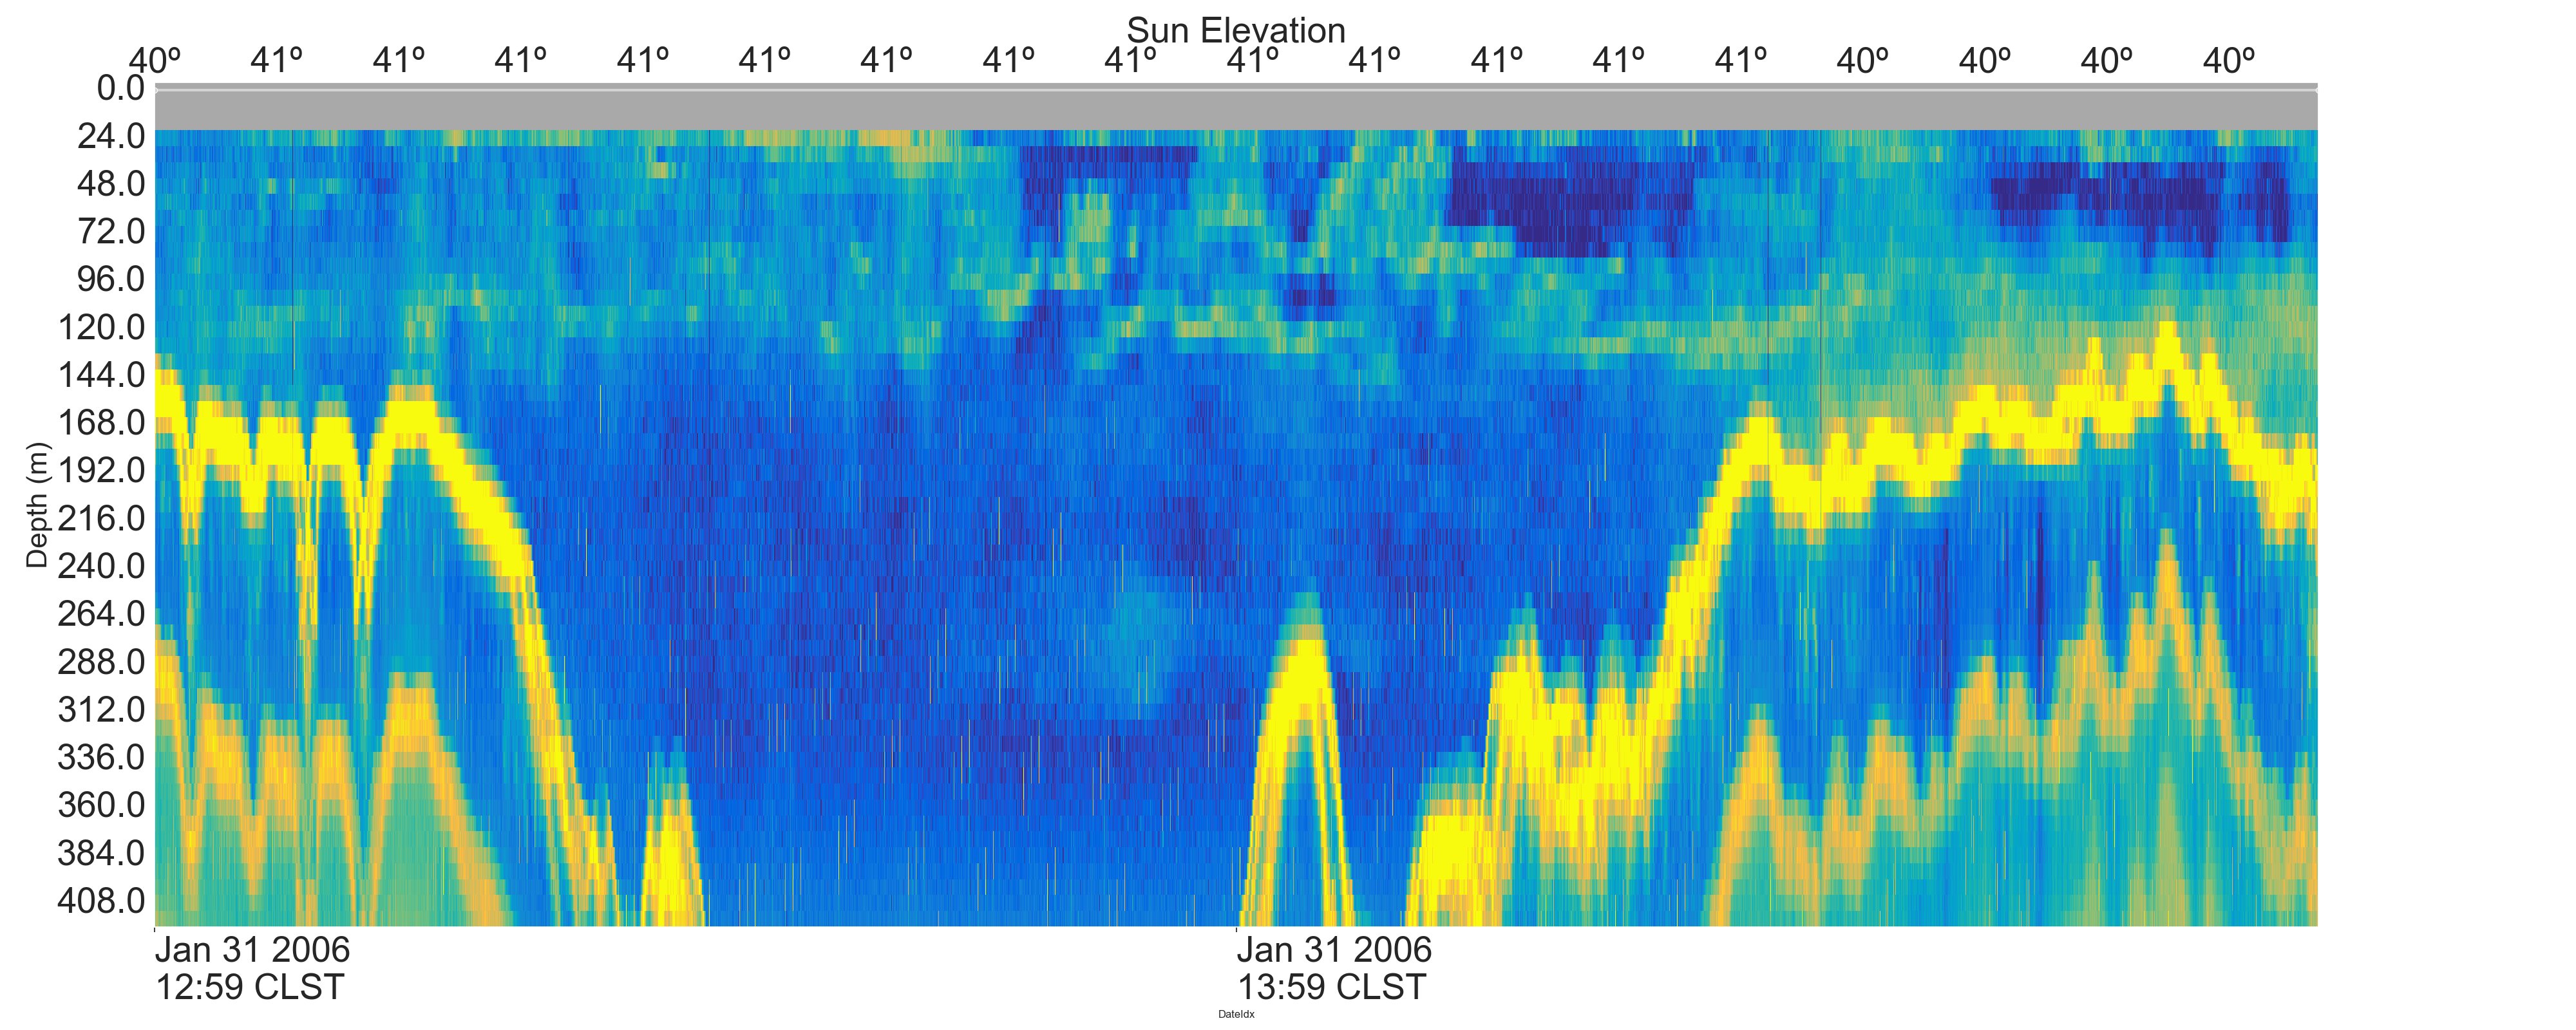 Sun Elevation
40º 41º 41º 41º 41º 41º 41º 41º 41º 41º 41º 41º 41º 41º 40º 40º 40º 40º
0.0
24.0
48.0
72.0
96.0
120.0
144.0
168.0
192.0
216.0
240.0
264.0
288.0
312.0
336.0
360.0
384.0
408.0
Depth (m)
Jan 31 2006
12:59 CLST
Jan 31 2006
13:59 CLST
DateIdx